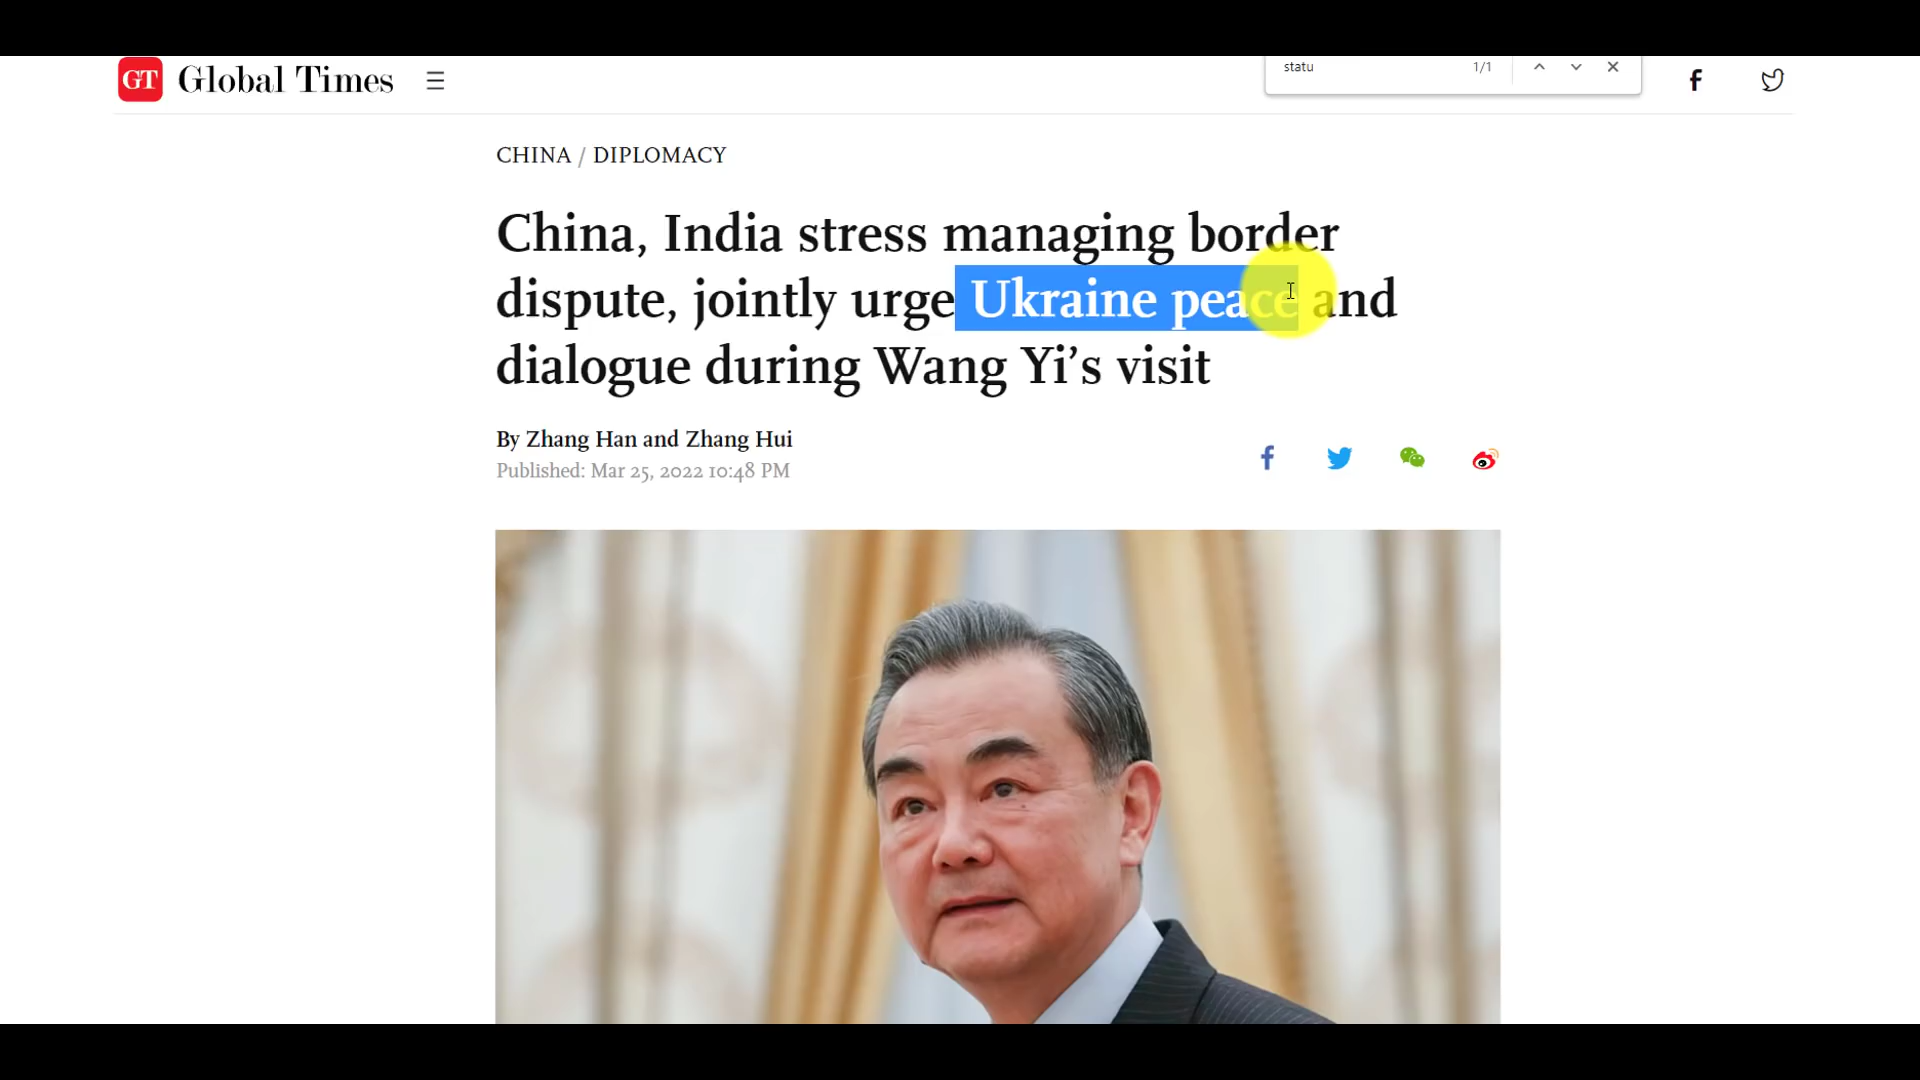 GT Global Times
statu 1/1
CHINA / DIPLOMACY
China, India stress managing border
dispute, jointly urge Ukraine peace and
dialogue during Wang Yi’s visit
By Zhang Han and Zhang Hui
Published: Mar 25, 2022 10:48 PM